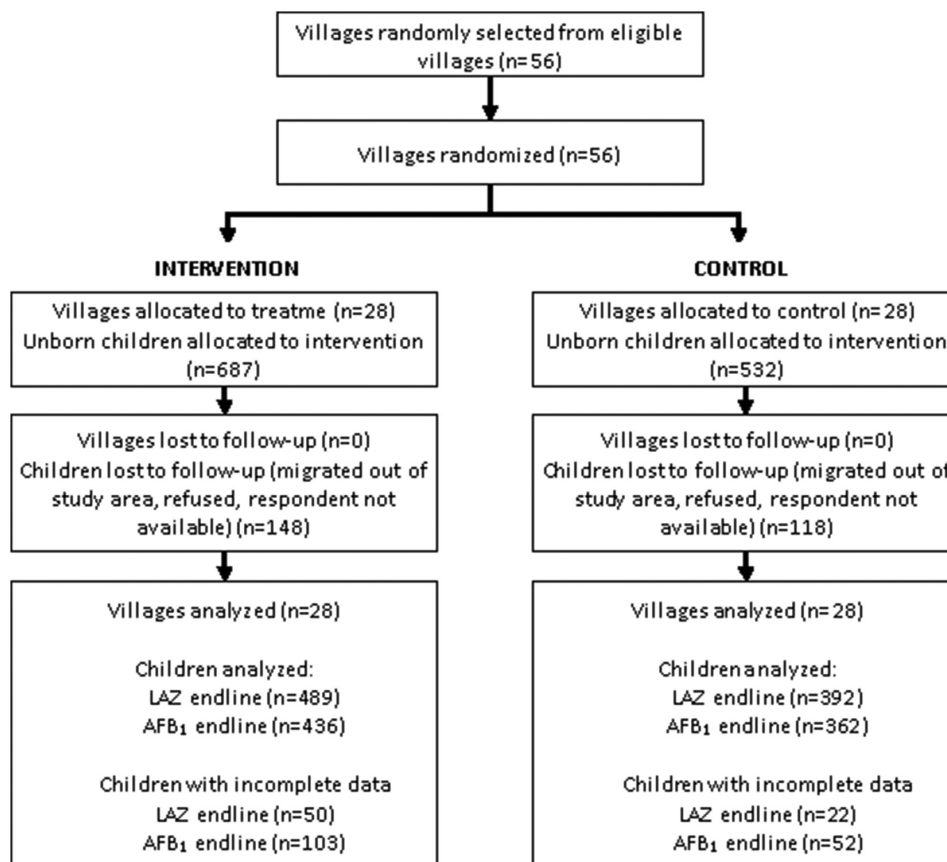 Villages randomly selected from eligible
villages (n=56)
Villages randomized (n=56)
INTERVENTION
Villages allocated to treatme (n=28)
Unborn children allocated to intervention
(n=687)
Villages lost to follow-up (n=0)
Children lost to follow-up (migrated out of
study area, refused, respondent not
available) (n=148)
Villages analyzed (n=28)
Children analyzed:
LAZ endline (n=489)
AFB₁ endline (n=436)
Children with incomplete data
LAZ endline (n=50)
AFB₁ endline (n=103)
CONTROL
Villages allocated to control (n=28)
Unborn children allocated to intervention
(n=532)
Villages lost to follow-up (n=0)
Children lost to follow-up (migrated out of
study area, refused, respondent not
available) (n=118)
Villages analyzed (n=28)
Children analyzed:
LAZ endline (n=392)
AFB₁ endline (n=362)
Children with incomplete data
LAZ endline (n=22)
AFB₁ endline (n=52)